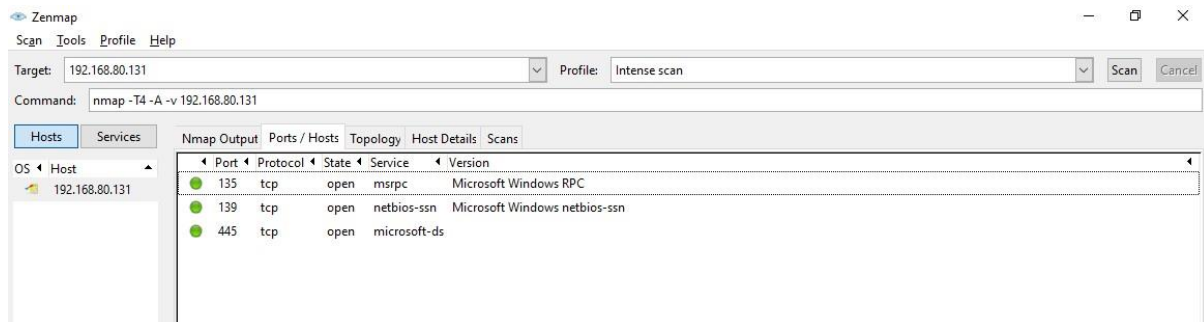 Zenmap
Scan Tools Profile Help
Target: 192.168.80.131 Profile: Intense scan Scan Cancel
Command: nmap -T4 -A -v 192.168.80.131
Hosts Services Nmap Output Ports / Hosts Topology Host Details Scans
OS Host Port Protocol State Service Version
192.168.80.131 135 tcp open msrpc Microsoft Windows RPC
139 tcp open netbios-ssn Microsoft Windows netbios-ssn
445 tcp open microsoft-ds